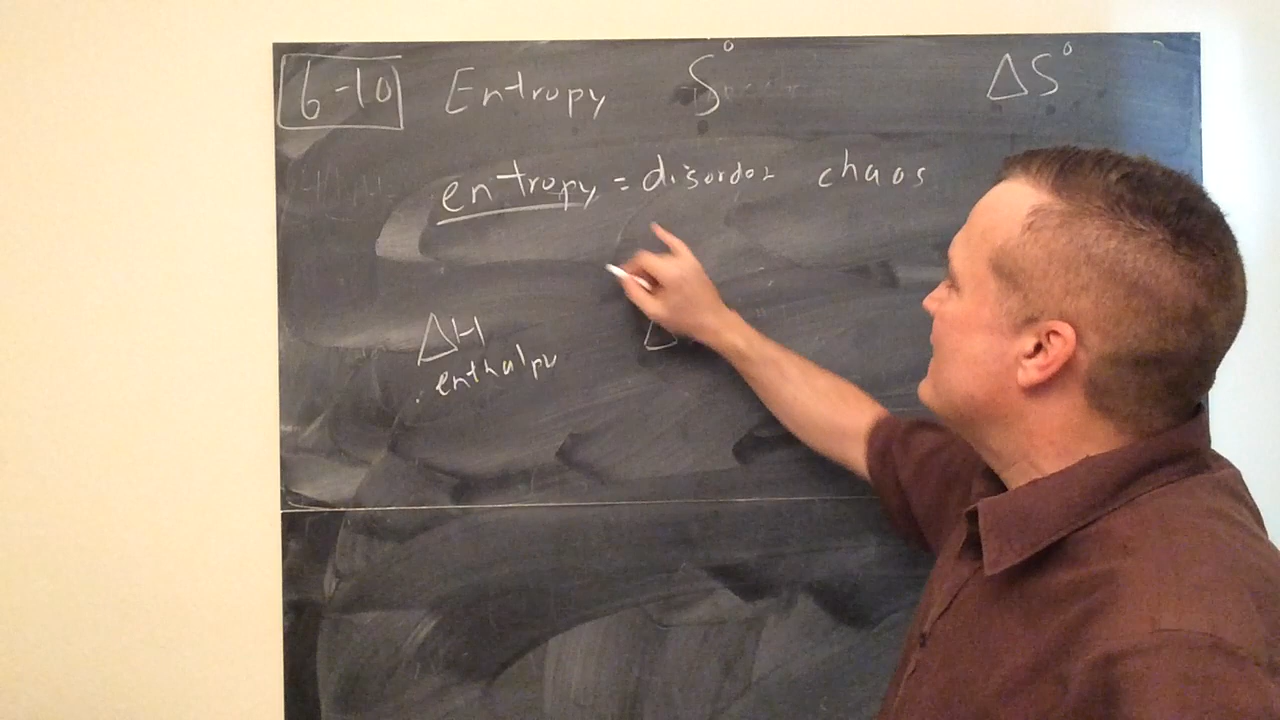 6-10 Entropy S° ΔS°
entropy = disorder chaos
ΔH Δ
enthalpy